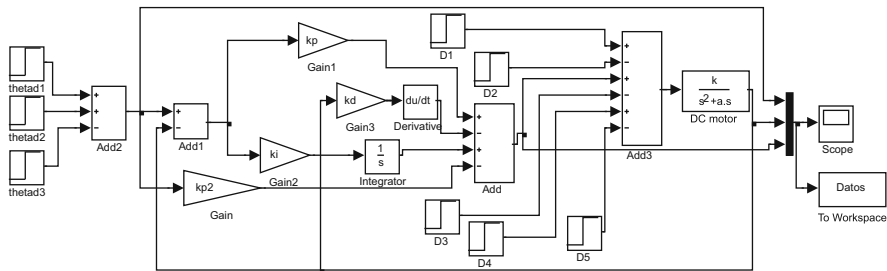 thetad1
thetad2
thetad3
+
+
−
Add2
+
−
Add1
kp
Gain1
kd
Gain3
du/dt
Derivative
ki
Gain2
1
s
Integrator
kp2
Gain
+
−
+
−
Add
D1
D2
D3
D4
D5
+
−
+
−
+
−
Add3
k
s²+a.s
DC motor
Scope
Datos
To Workspace